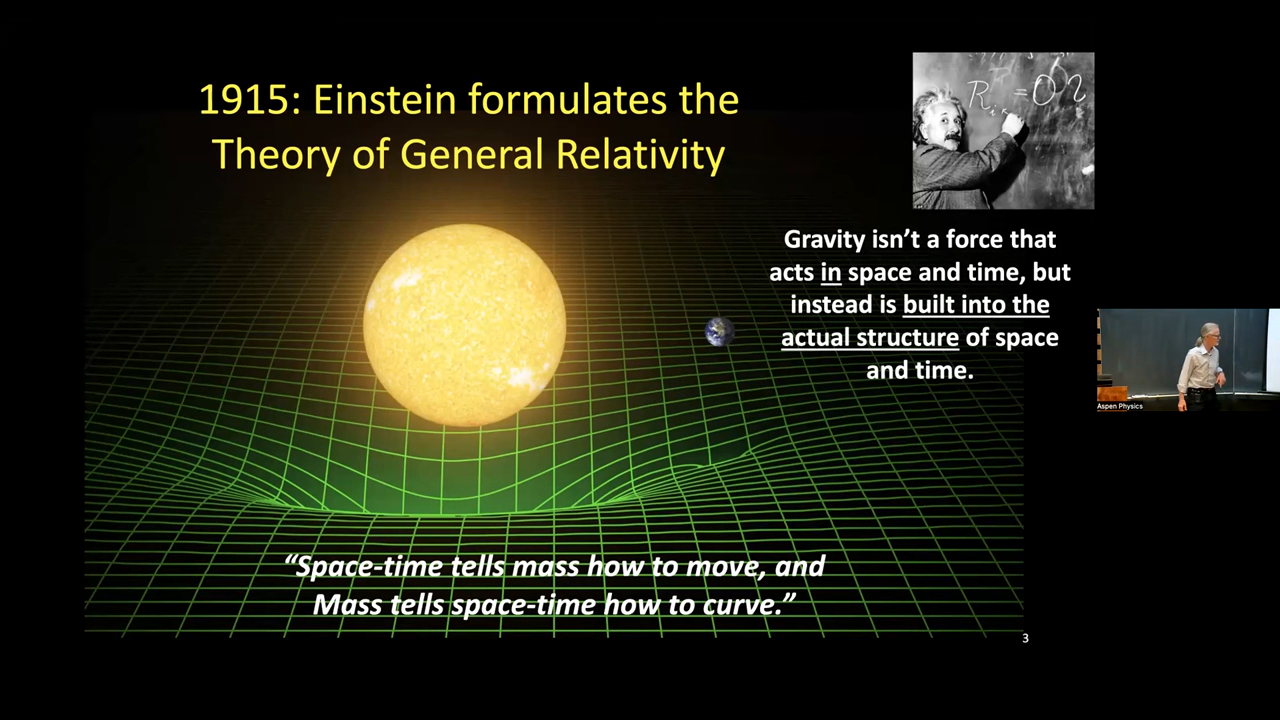 1915: Einstein formulates the
Theory of General Relativity
R_ik = 0
Gravity isn’t a force that
acts in space and time, but
instead is built into the
actual structure of space
and time.
Aspen Physics
“Space-time tells mass how to move, and
Mass tells space-time how to curve.”
3